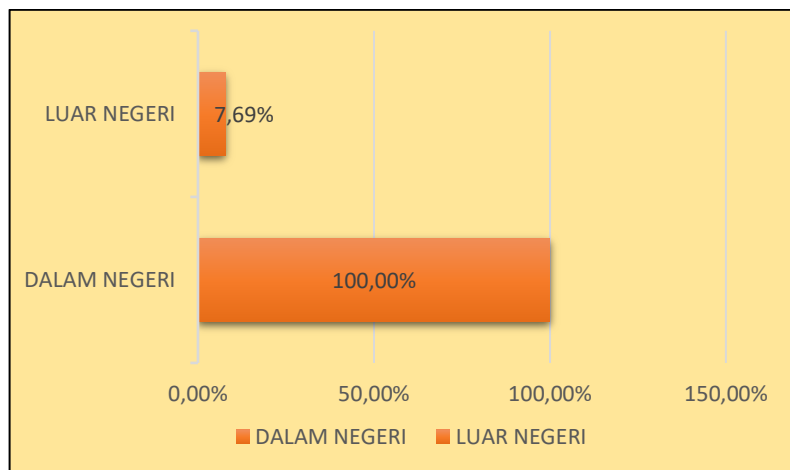 LUAR NEGERI
7,69%
DALAM NEGERI
100,00%
0,00% 50,00% 100,00% 150,00%
DALAM NEGERI LUAR NEGERI